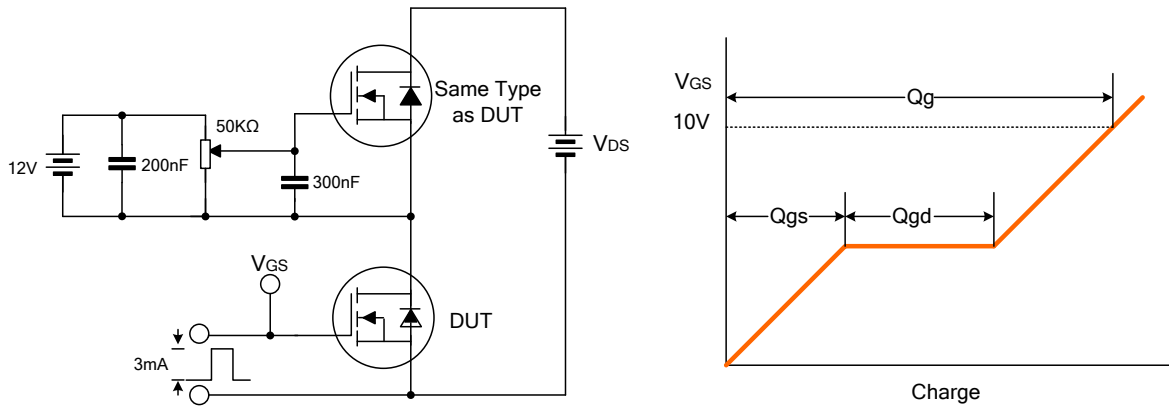 12V
200nF
50KΩ
300nF
Same Type
as DUT
VDS
VGS
DUT
3mA
VGS
10V
Qg
Qgs
Qgd
Charge